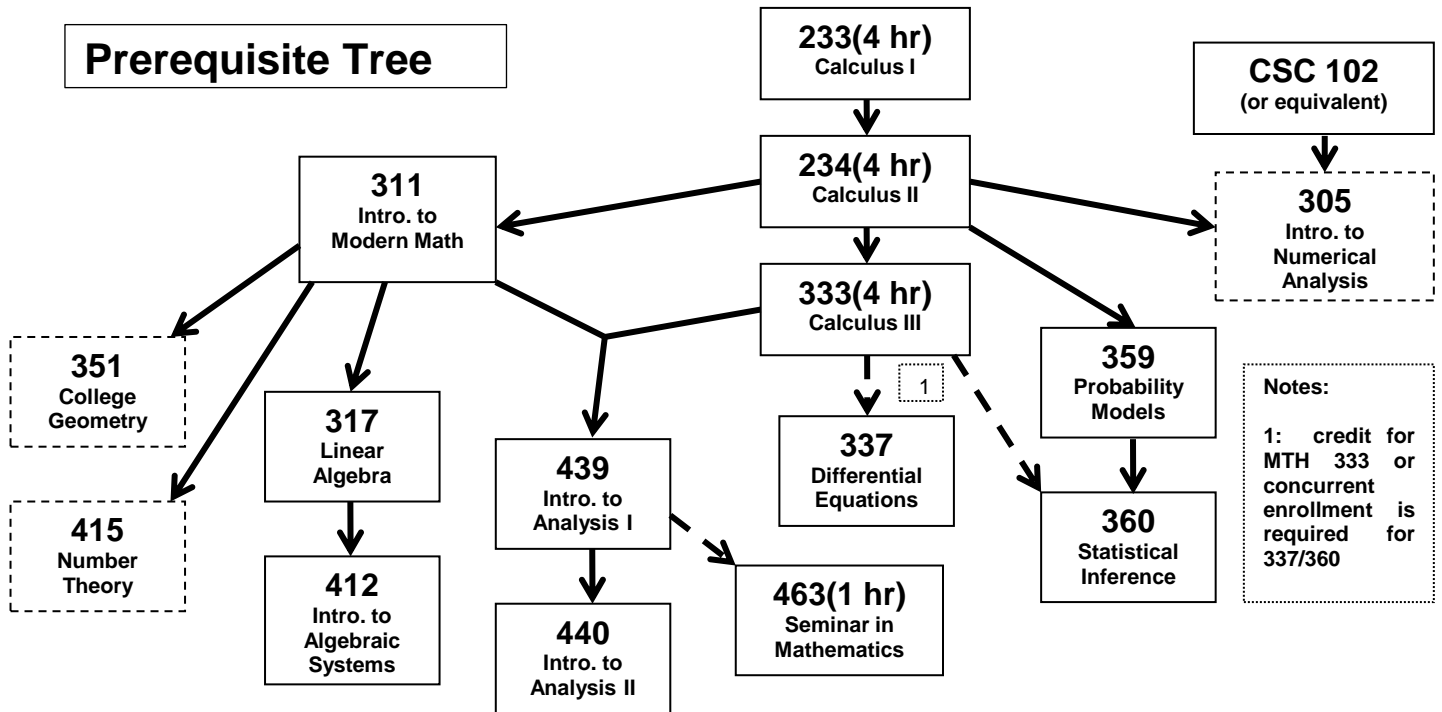 Prerequisite Tree
233(4 hr)
Calculus I
CSC 102
(or equivalent)
311
Intro. to
Modern Math
234(4 hr)
Calculus II
305
Intro. to
Numerical
Analysis
333(4 hr)
Calculus III
351
College
Geometry
317
Linear
Algebra
439
Intro. to
Analysis I
1
337
Differential
Equations
359
Probability
Models
Notes:
1: credit for
MTH 333 or
concurrent
enrollment is
required for
337/360
415
Number
Theory
412
Intro. to
Algebraic
Systems
440
Intro. to
Analysis II
463(1 hr)
Seminar in
Mathematics
360
Statistical
Inference